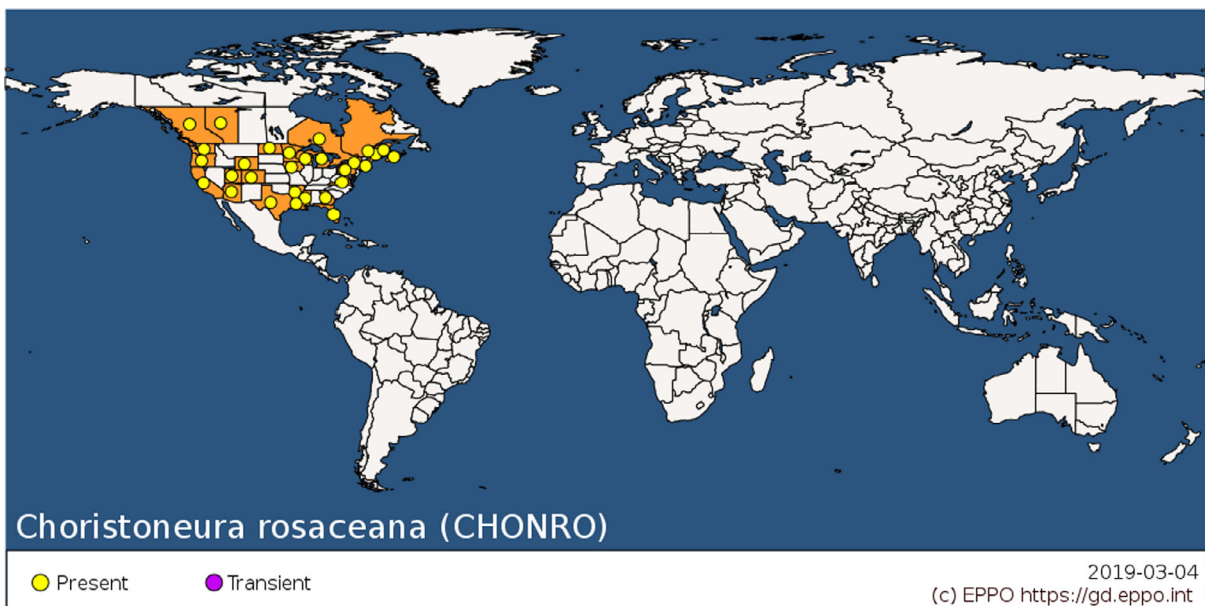 Choristoneura rosaceana (CHONRO)
Present
Transient
2019-03-04
(c) EPPO https://gd.eppo.int